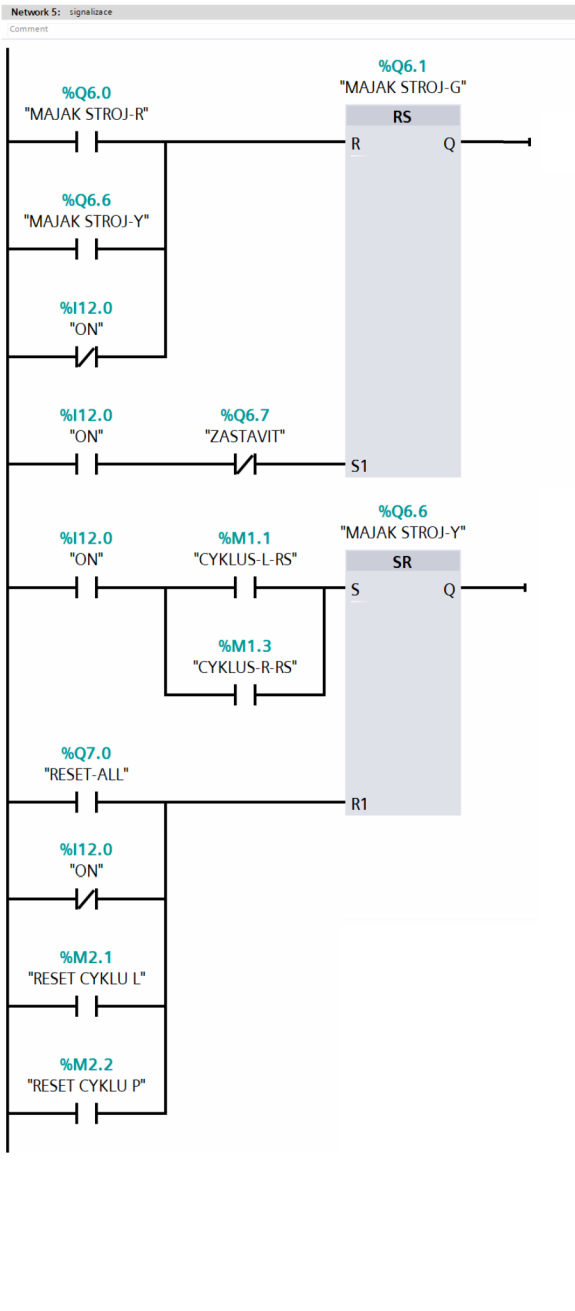 Network 5: signalizace
Comment
%Q6.1
"MAJAK STROJ-G"
%Q6.0
"MAJAK STROJ-R"
RS
R Q
%Q6.6
"MAJAK STROJ-Y"
%I12.0
"ON"
%I12.0 %Q6.7
"ON" "ZASTAVIT"
S1
%Q6.6
"MAJAK STROJ-Y"
%I12.0 %M1.1
"ON" "CYKLUS-L-RS"
SR
S Q
%M1.3
"CYKLUS-R-RS"
%Q7.0
"RESET-ALL"
R1
%I12.0
"ON"
%M2.1
"RESET CYKLU L"
%M2.2
"RESET CYKLU P"